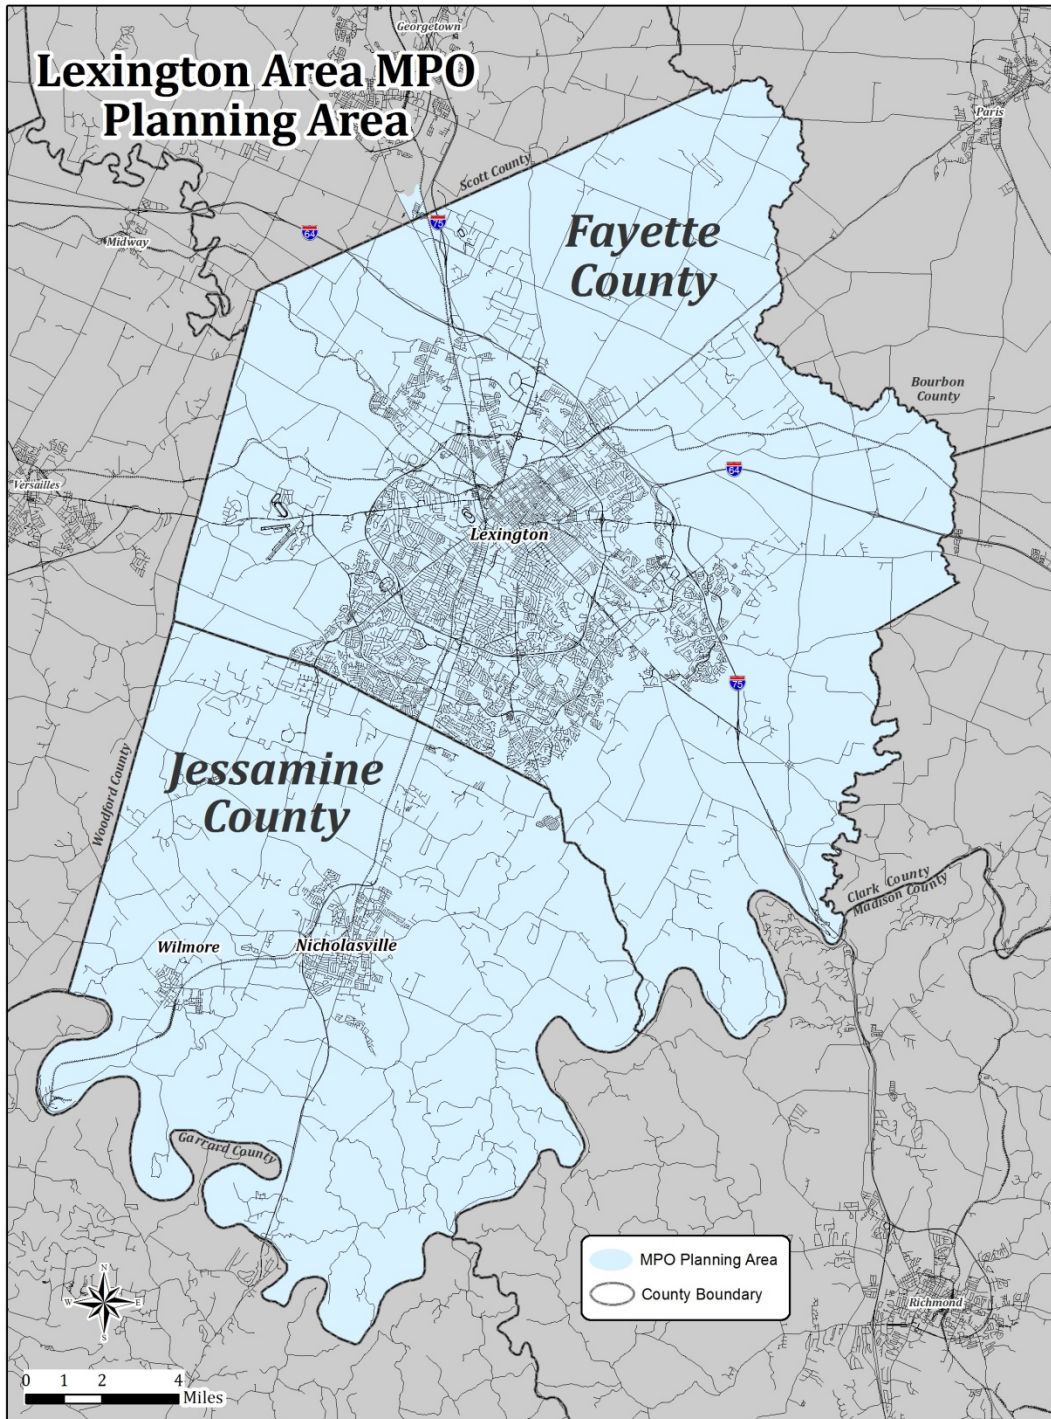 Georgetown
Lexington Area MPO
Planning Area
Paris
Scott County
75
64
Midway
Fayette
County
Bourbon
County
64
Versailles
Lexington
75
Woodford County
Jessamine
County
Clark County
Madison County
Wilmore
Nicholasville
Garrard County
MPO Planning Area
County Boundary
N
W E
S
Richmond
0 1 2 4
Miles